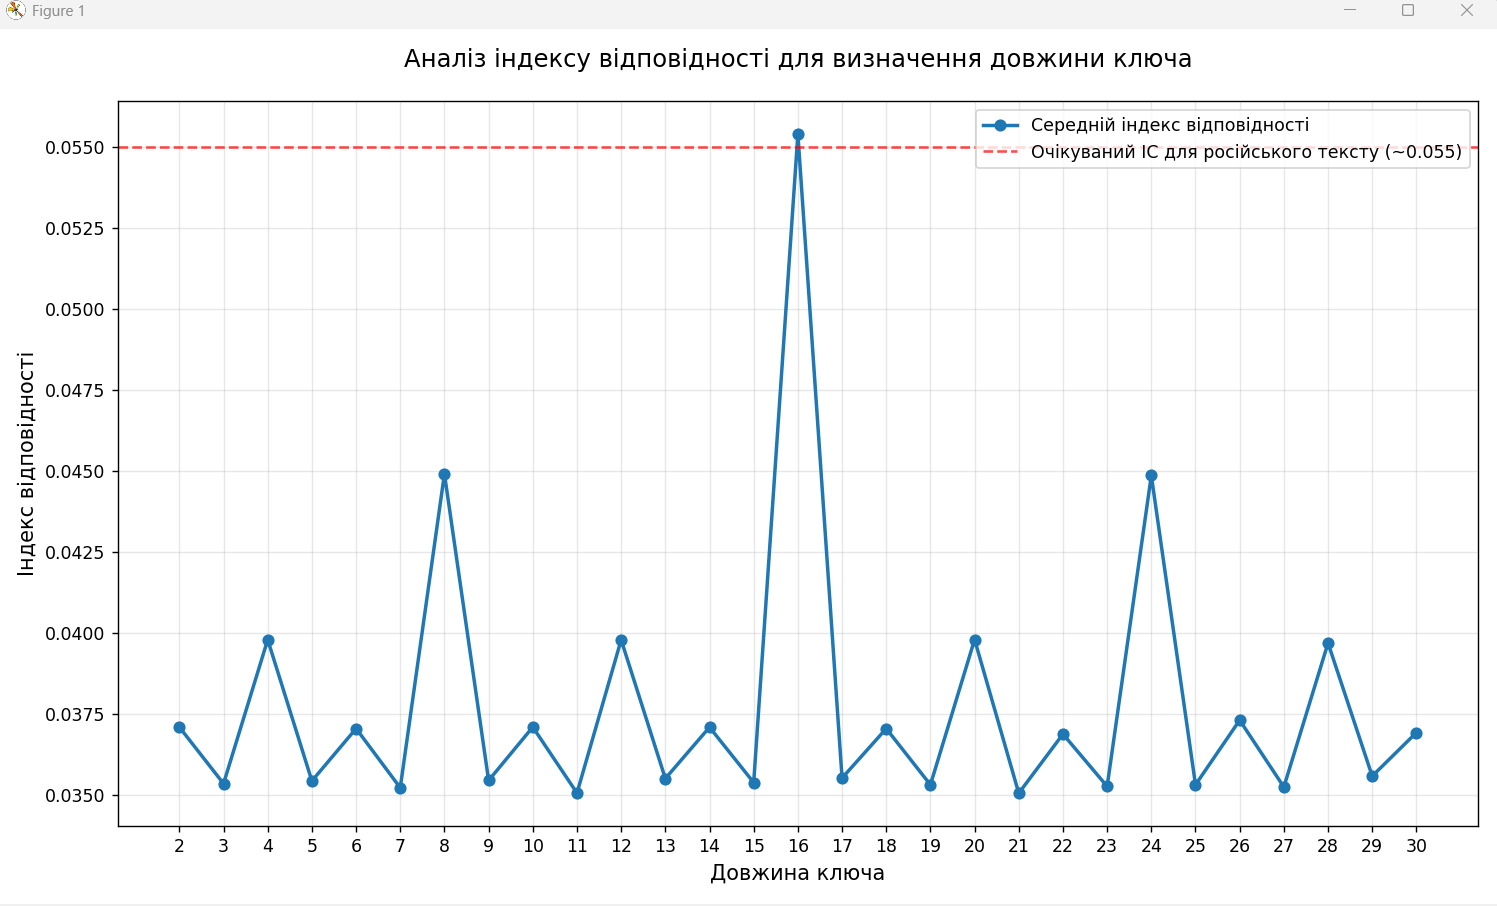 Figure 1
Аналіз індексу відповідності для визначення довжини ключа
Середній індекс відповідності
Очікуваний IC для російського тексту (~0.055)
0.0550
0.0525
0.0500
0.0475
0.0450
0.0425
0.0400
0.0375
0.0350
Індекс відповідності
2 3 4 5 6 7 8 9 10 11 12 13 14 15 16 17 18 19 20 21 22 23 24 25 26 27 28 29 30
Довжина ключа